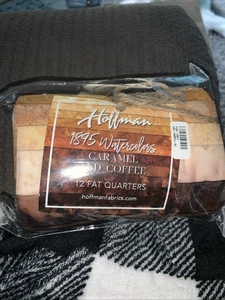 Hoffman
1895 Watercolors
CARAMEL
AND COFFEE
12 FAT QUARTERS
hoffmanfabrics.com